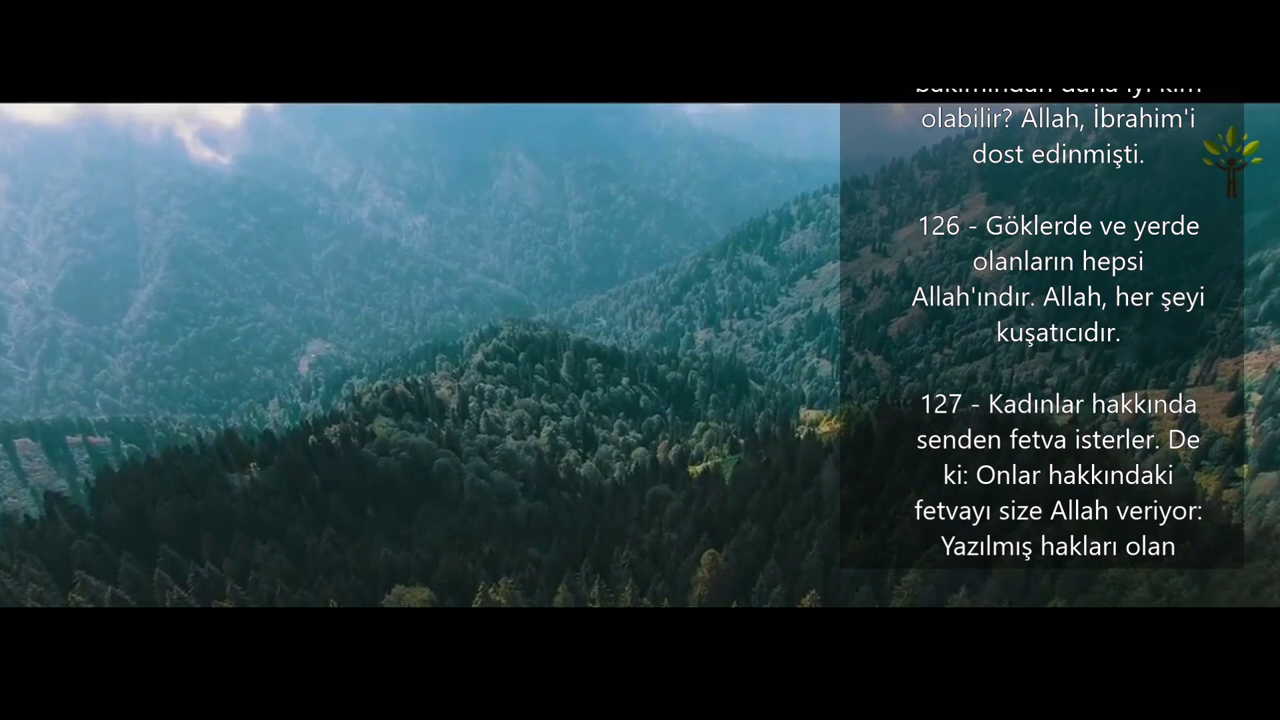 olabilir? Allah, İbrahim'i
dost edinmişti.
126 - Göklerde ve yerde
olanların hepsi
Allah'ındır. Allah, her şeyi
kuşatıcıdır.
127 - Kadınlar hakkında
senden fetva isterler. De
ki: Onlar hakkındaki
fetvayı size Allah veriyor:
Yazılmış hakları olan